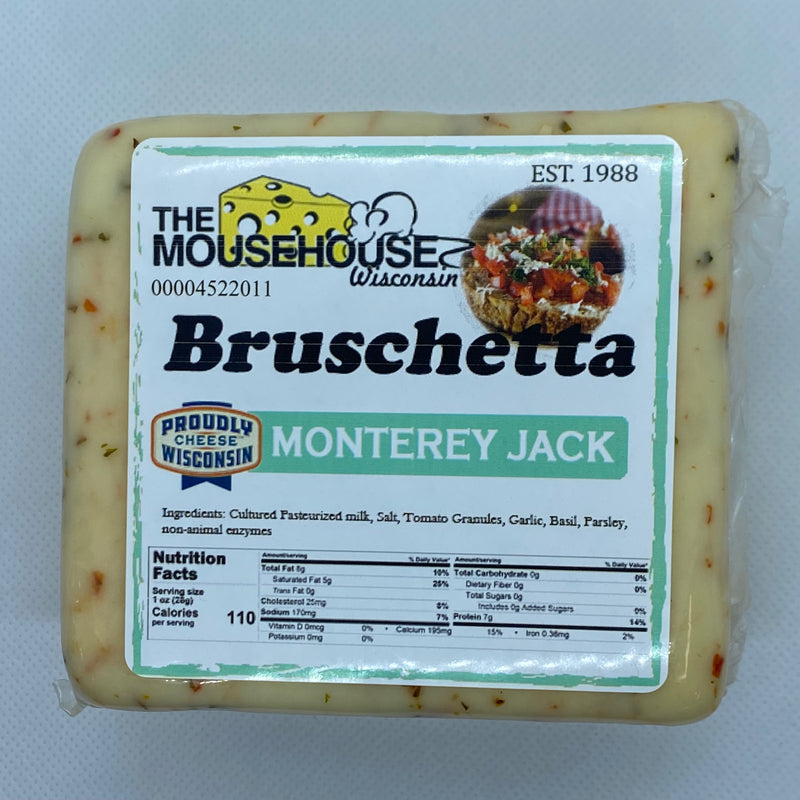 EST. 1988
THE
MOUSEHOUSE
Wisconsin
00004522011
Bruschetta
PROUDLY
CHEESE
WISCONSIN
MONTEREY JACK
Ingredients: Cultured Pasteurized milk, Salt, Tomato Granules, Garlic, Basil, Parsley,
non-animal enzymes
Nutrition
Facts
Serving size
1 oz (28g)
Calories 110
per serving
Amount/serving % Daily Value*
Total Fat 8g 10%
Saturated Fat 5g 25%
Trans Fat 0g
Cholesterol 25mg 8%
Sodium 170mg 7%
Amount/serving % Daily Value*
Total Carbohydrate 0g 0%
Dietary Fiber 0g 0%
Total Sugars 0g
Includes 0g Added Sugars 0%
Protein 7g 14%
Vitamin D 0mcg 0% • Calcium 195mg 15% • Iron 0.36mg 2%
Potassium 0mg 0%